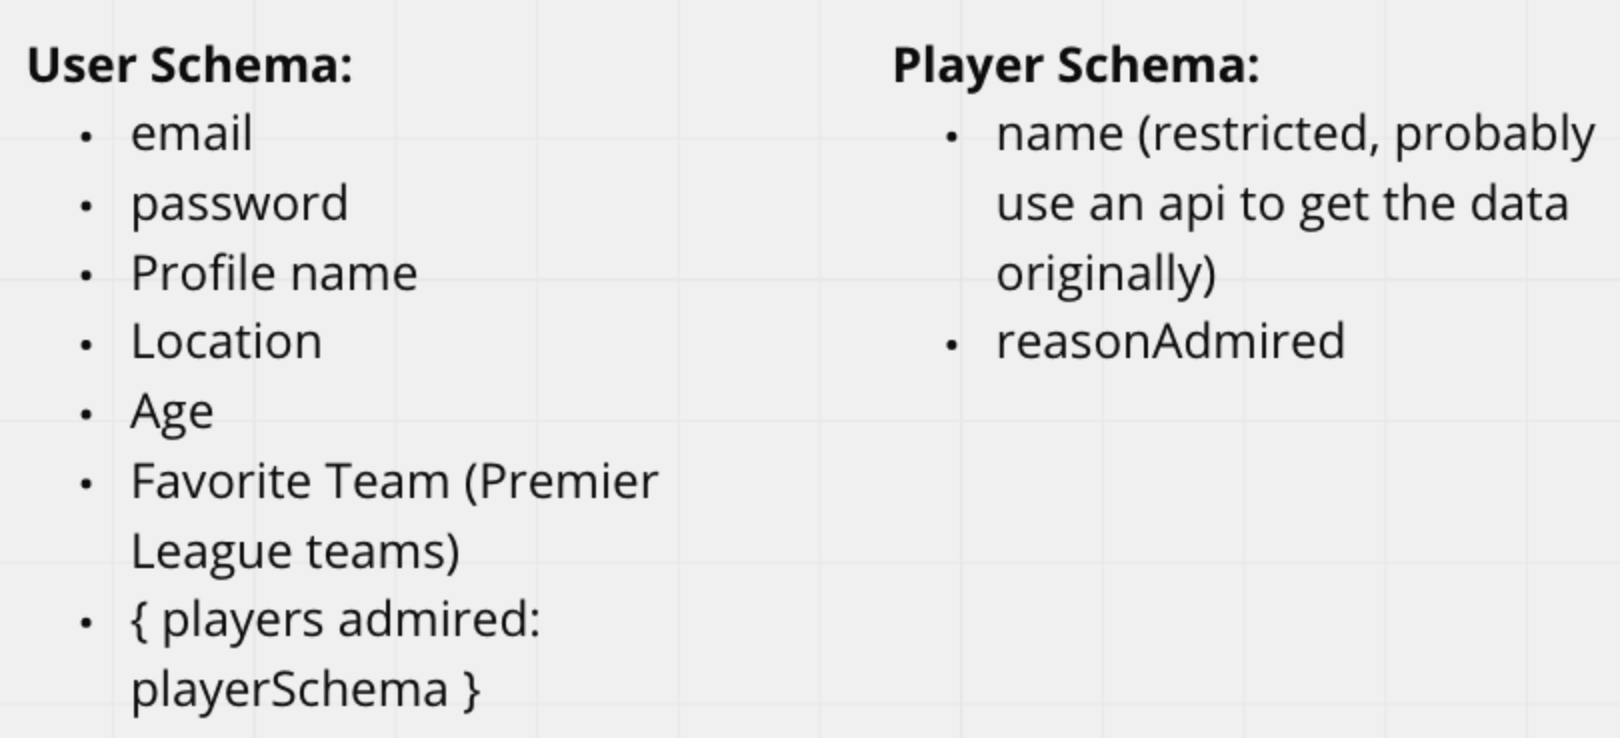 User Schema:
• email
• password
• Profile name
• Location
• Age
• Favorite Team (Premier
League teams)
• { players admired:
playerSchema }
Player Schema:
• name (restricted, probably
use an api to get the data
originally)
• reasonAdmired